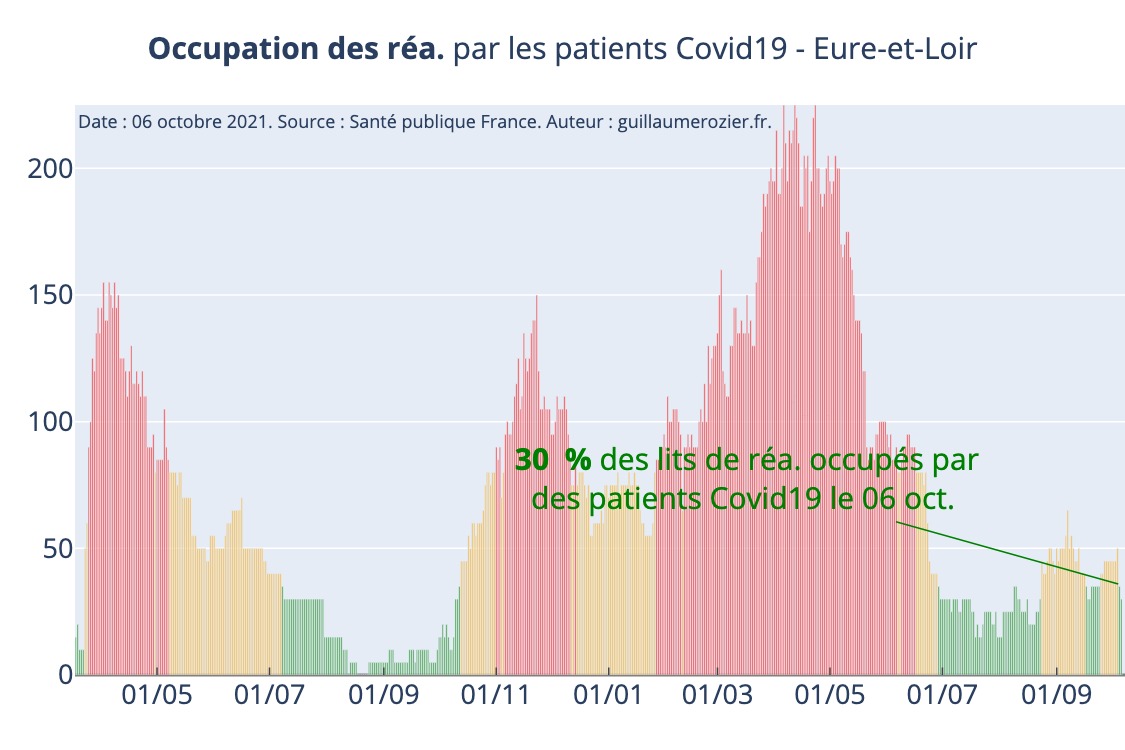 Occupation des réa. par les patients Covid19 - Eure-et-Loir
Date : 06 octobre 2021. Source : Santé publique France. Auteur : guillaumerozier.fr.
200
150
100
30 % des lits de réa. occupés par
des patients Covid19 le 06 oct.
50
0
01/05 01/07 01/09 01/11 01/01 01/03 01/05 01/07 01/09